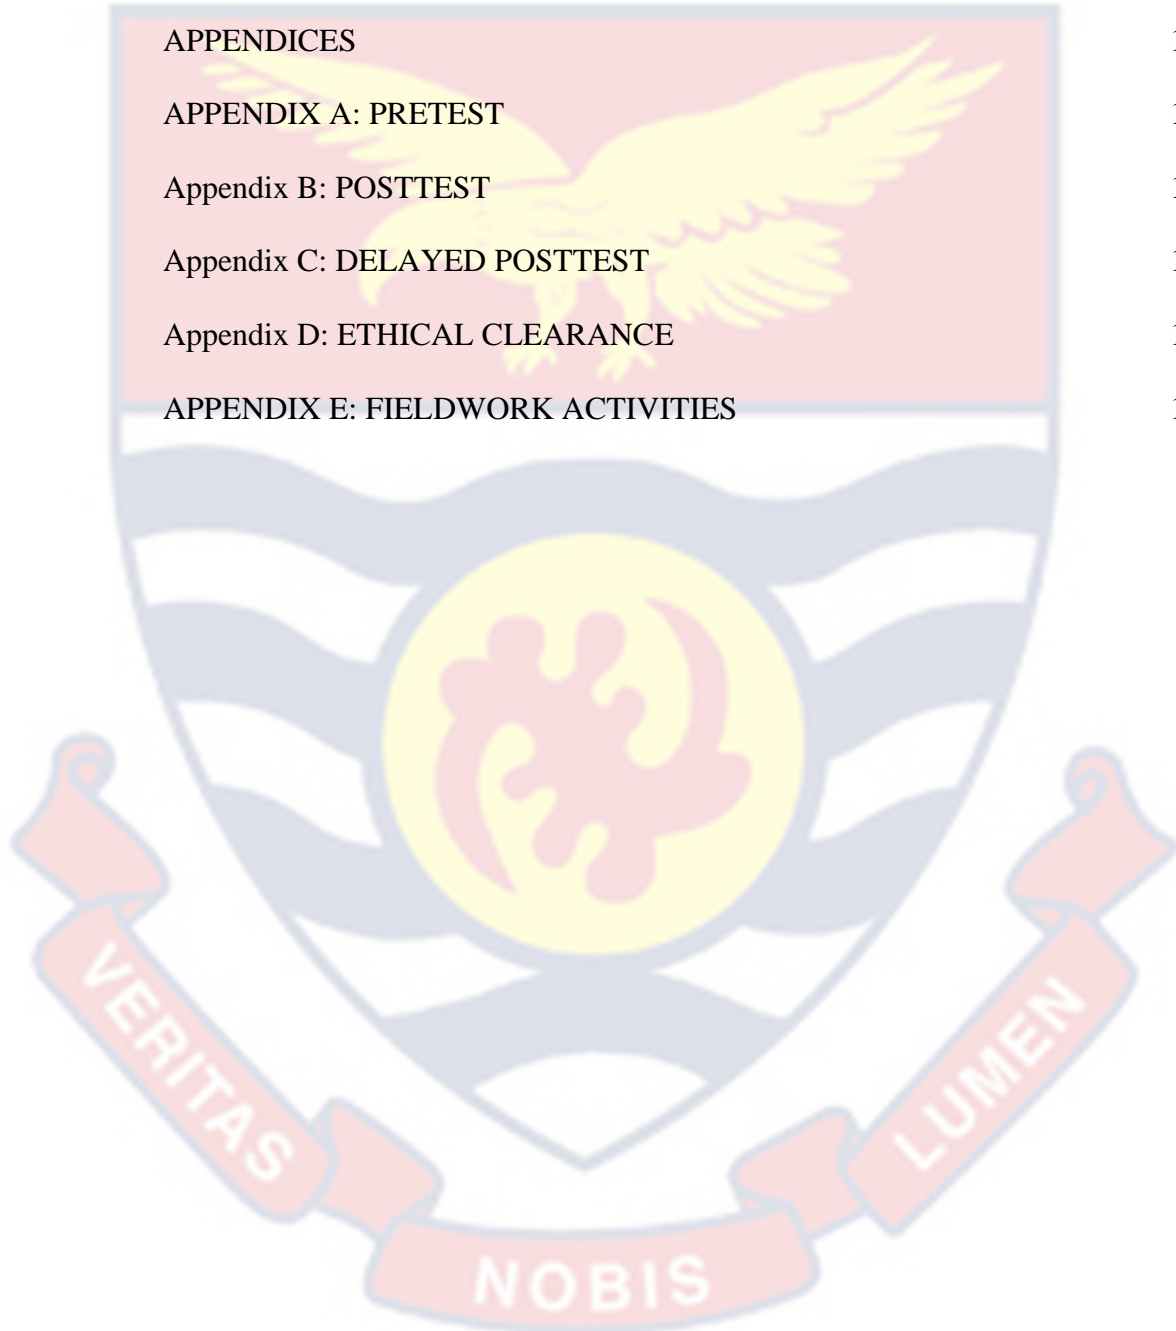 APPENDICES
APPENDIX A: PRETEST
Appendix B: POSTTEST
Appendix C: DELAYED POSTTEST
Appendix D: ETHICAL CLEARANCE
APPENDIX E: FIELDWORK ACTIVITIES
VERITAS
NOBIS
LUMEN